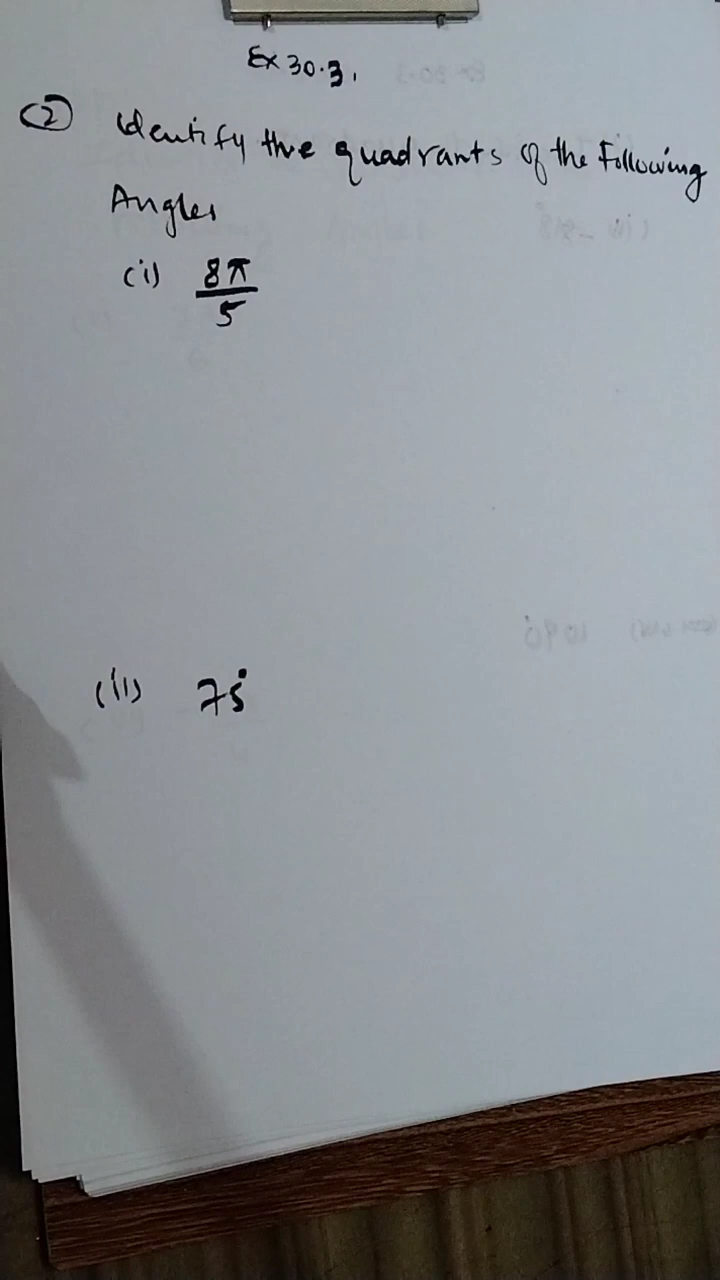 Ex 30.3.
(2) Identify the quadrants of the Following
Angles
(i) 8π/5
(ii) 75°